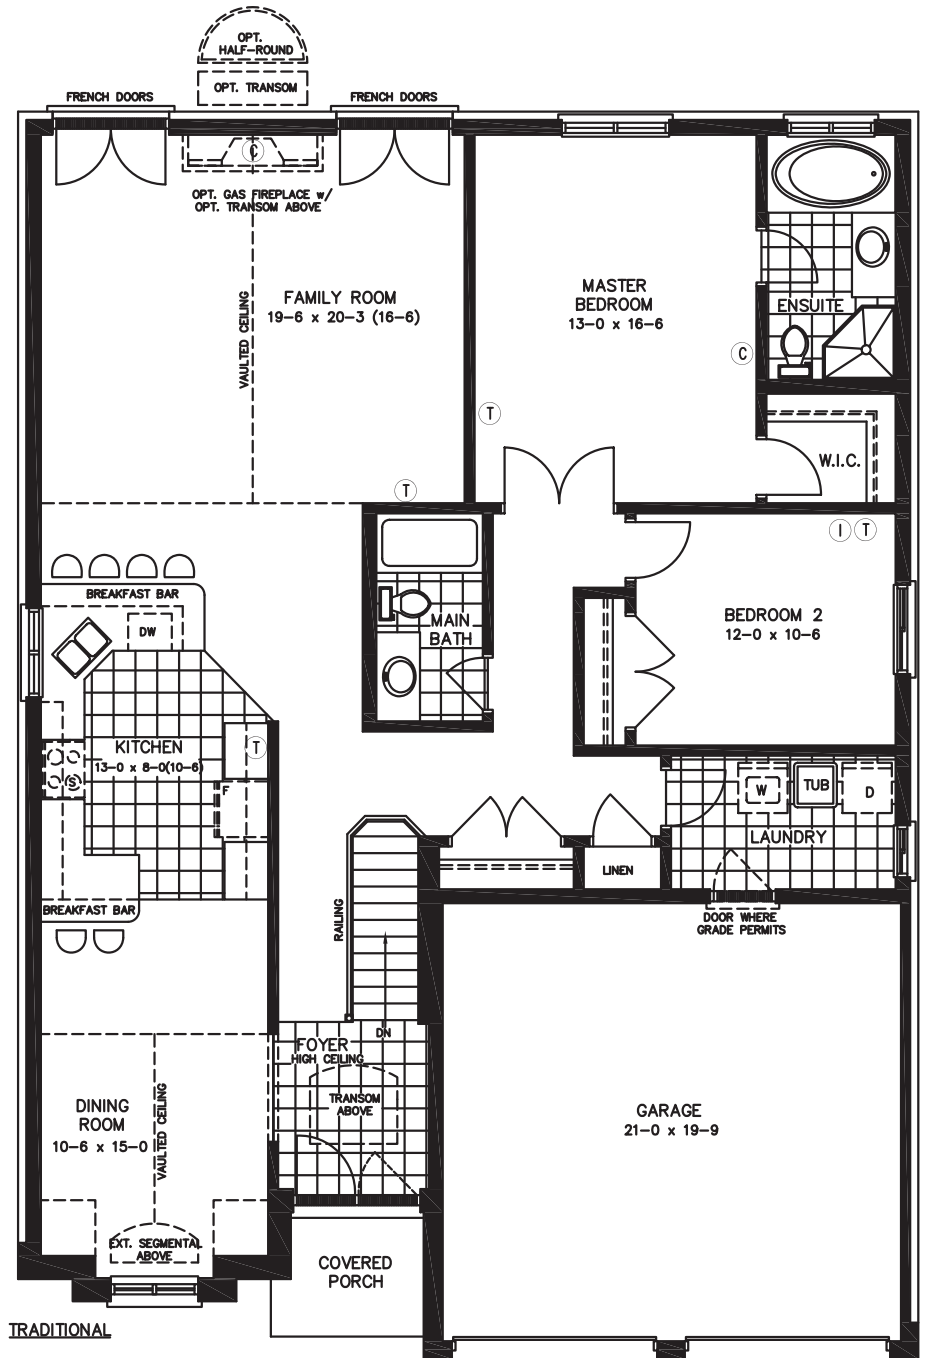 OPT.
HALF-ROUND
OPT. TRANSOM
FRENCH DOORS
FRENCH DOORS
C
OPT. GAS FIREPLACE w/
OPT. TRANSOM ABOVE
VAULTED CEILING
FAMILY ROOM
19-6 x 20-3 (16-6)
MASTER
BEDROOM
13-0 x 16-6
ENSUITE
C
T
T
W.I.C.
I T
BREAKFAST BAR
DW
MAIN
BATH
BEDROOM 2
12-0 x 10-6
KITCHEN
13-0 x 8-0(10-6)
T
S
F
W
TUB
D
LAUNDRY
LINEN
BREAKFAST BAR
RAILING
DOOR WHERE
GRADE PERMITS
DN
FOYER
HIGH CEILING
TRANSOM
ABOVE
DINING
ROOM
10-6 x 15-0
VAULTED CEILING
GARAGE
21-0 x 19-9
EXT. SEGMENTAL
ABOVE
COVERED
PORCH
TRADITIONAL